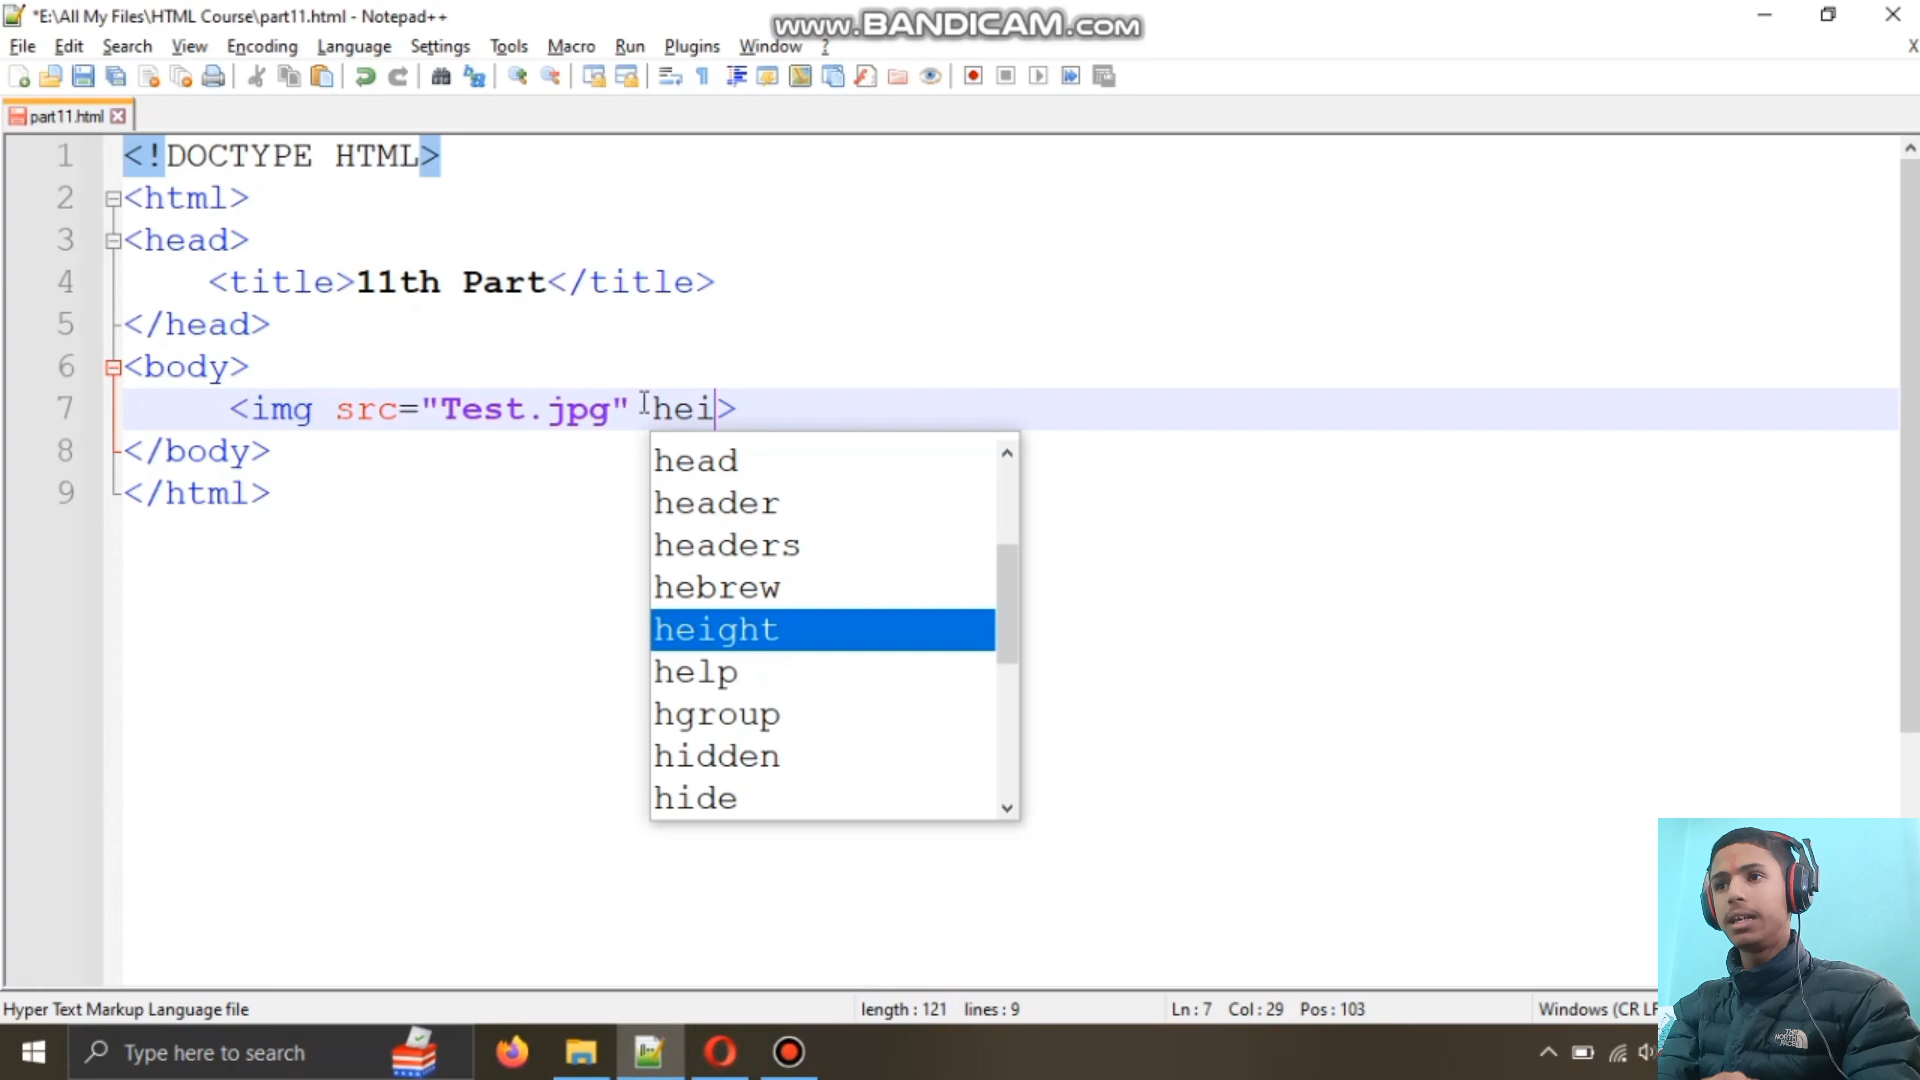 *E:\All My Files\HTML Course\part11.html - Notepad++
www.BANDICAM.com
File Edit Search View Encoding Language Settings Tools Macro Run Plugins Window ? X
part11.html
1 <!DOCTYPE HTML>
2 <html>
3 <head>
4 <title>11th Part</title>
5 </head>
6 <body>
7 <img src="Test.jpg" hei>
8 </body>
9 </html>
head
header
headers
hebrew
height
help
hgroup
hidden
hide
THE NORTH FACE
Hyper Text Markup Language file length : 121 lines : 9 Ln : 7 Col : 29 Pos : 103 Windows (CR LF
Type here to search